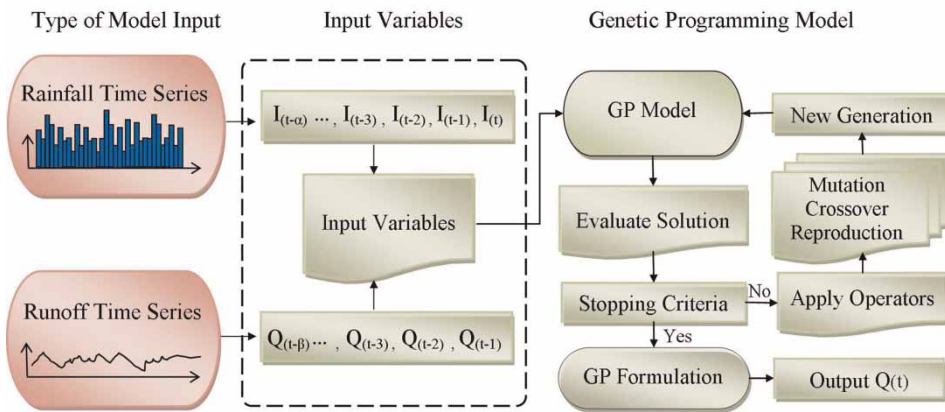 Type of Model Input
Input Variables
Genetic Programming Model
Rainfall Time Series
I(t-α) ... , I(t-3) , I(t-2), I(t-1), I(t)
GP Model
New Generation
Input Variables
Evaluate Solution
Mutation
Crossover
Reproduction
Runoff Time Series
Q(t-β)... , Q(t-3), Q(t-2) , Q(t-1)
Stopping Criteria
No
Apply Operators
Yes
GP Formulation
Output Q(t)